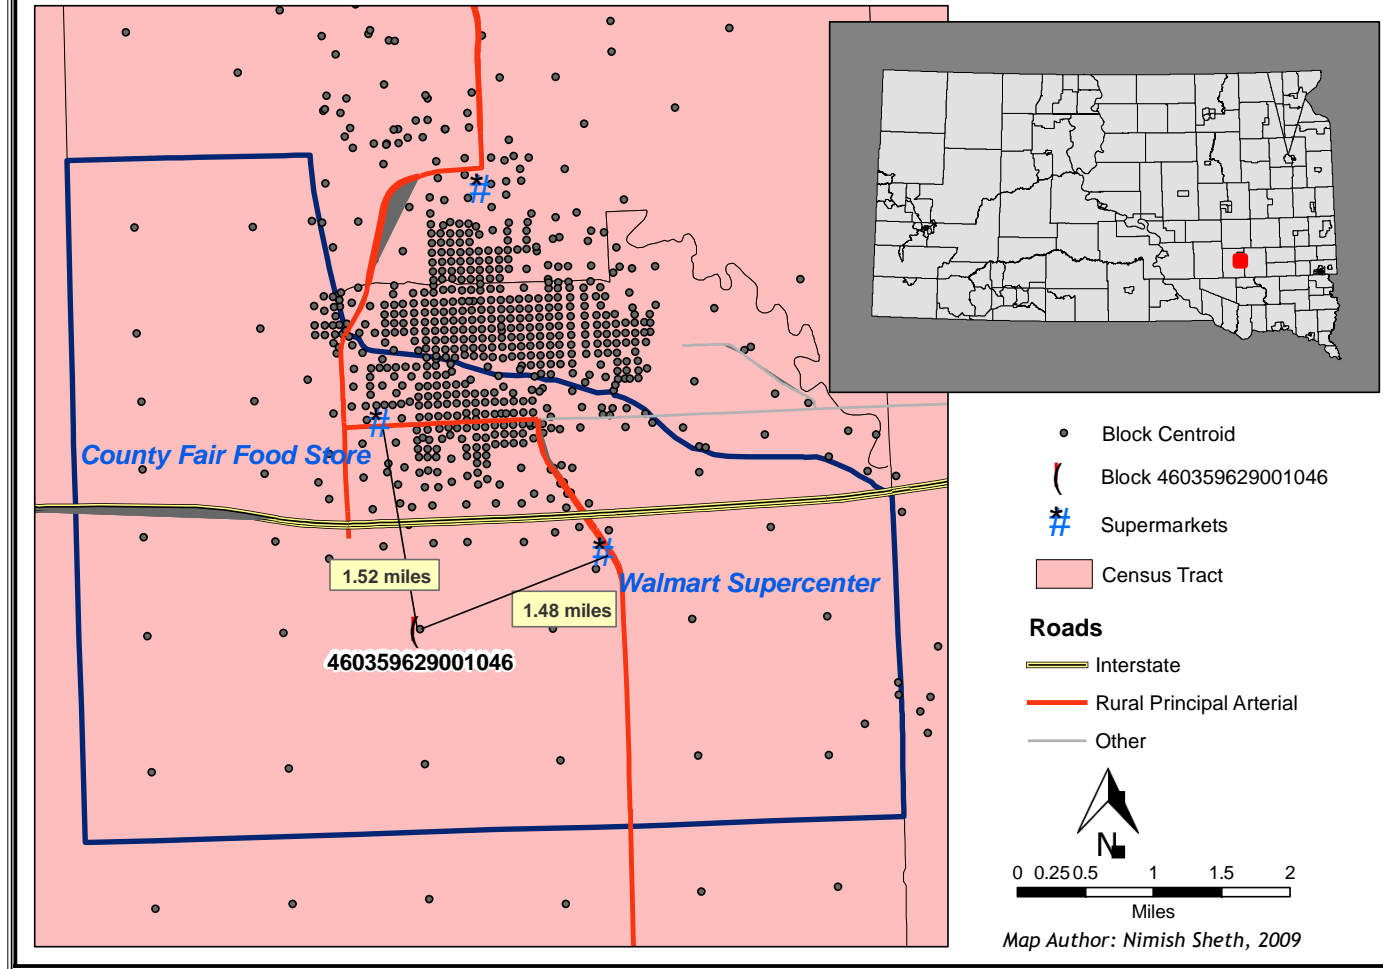 County Fair Food Store
1.52 miles
Walmart Supercenter
1.48 miles
460359629001046
Block Centroid
Block 460359629001046
Supermarkets
Census Tract
Roads
Interstate
Rural Principal Arterial
Other
N
0 0.25 0.5 1 1.5 2
Miles
Map Author: Nimish Sheth, 2009